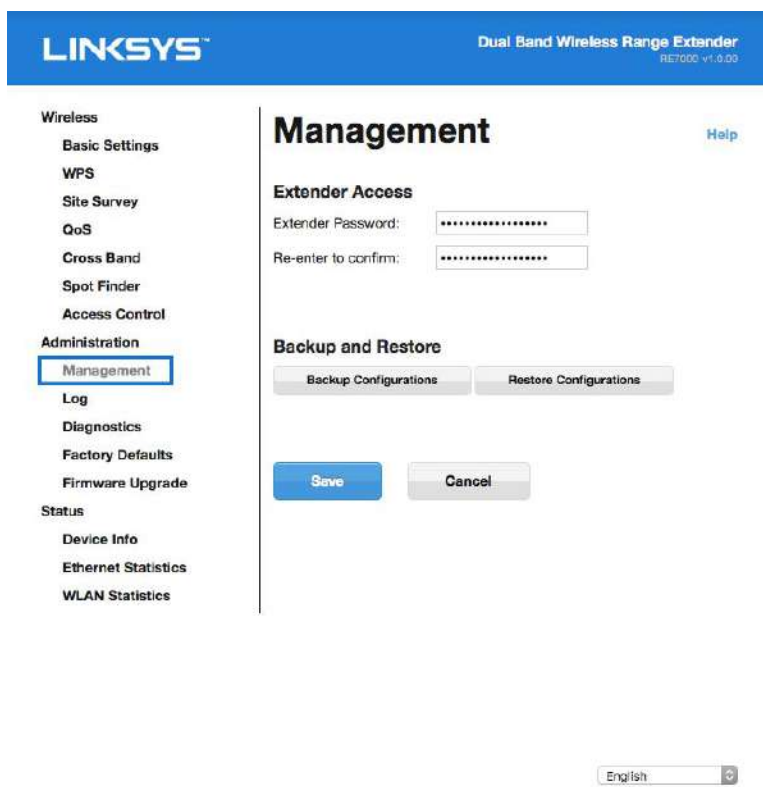 LINKSYS™
Dual Band Wireless Range Extender
RE7000 v1.0.00
Wireless
Basic Settings
WPS
Site Survey
QoS
Cross Band
Spot Finder
Access Control
Administration
Management
Log
Diagnostics
Factory Defaults
Firmware Upgrade
Status
Device Info
Ethernet Statistics
WLAN Statistics
Management
Help
Extender Access
Extender Password: ••••••••••••••••••
Re-enter to confirm: ••••••••••••••••••
Backup and Restore
Backup Configurations Restore Configurations
Save Cancel
English